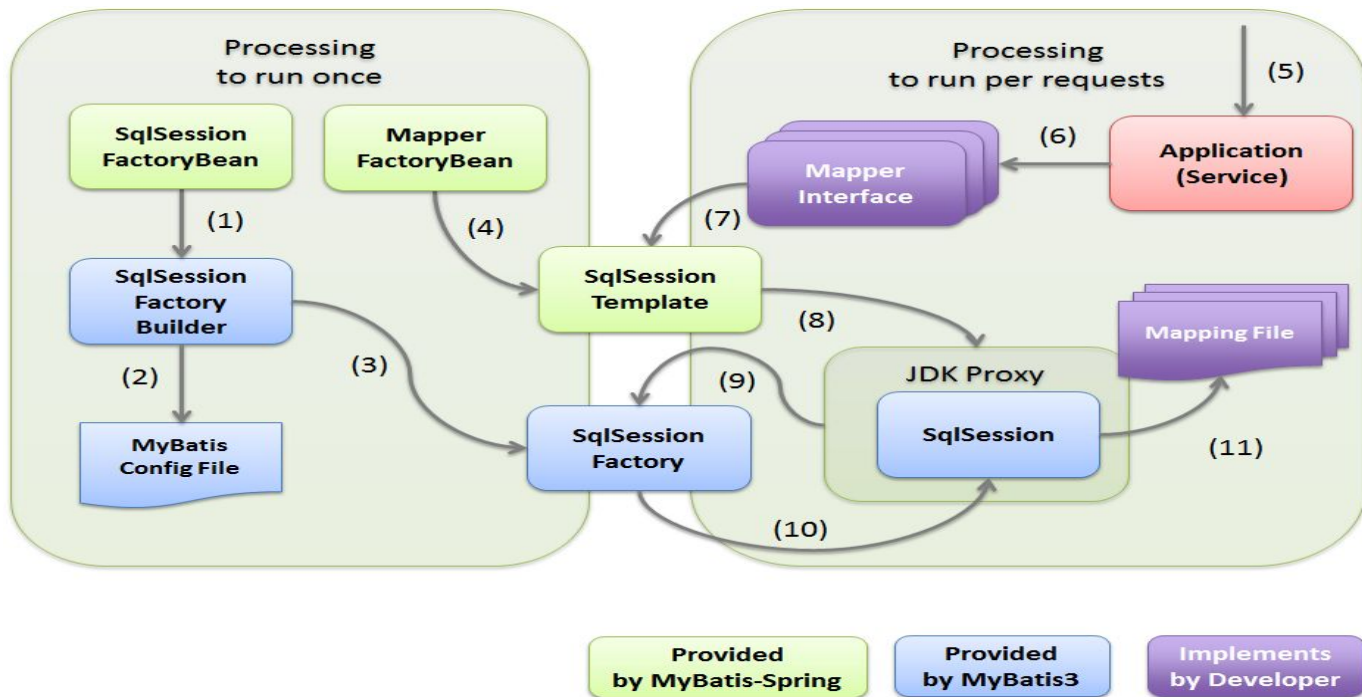 Processing
to run once
SqlSession
FactoryBean
Mapper
FactoryBean
(1)
(4)
SqlSession
Factory
Builder
(2)
(3)
MyBatis
Config File
Processing
to run per requests
(5)
Application
(Service)
(6)
Mapper
Interface
(7)
SqlSession
Template
(8)
Mapping File
(9)
JDK Proxy
SqlSession
(11)
SqlSession
Factory
(10)
Provided
by MyBatis-Spring
Provided
by MyBatis3
Implements
by Developer